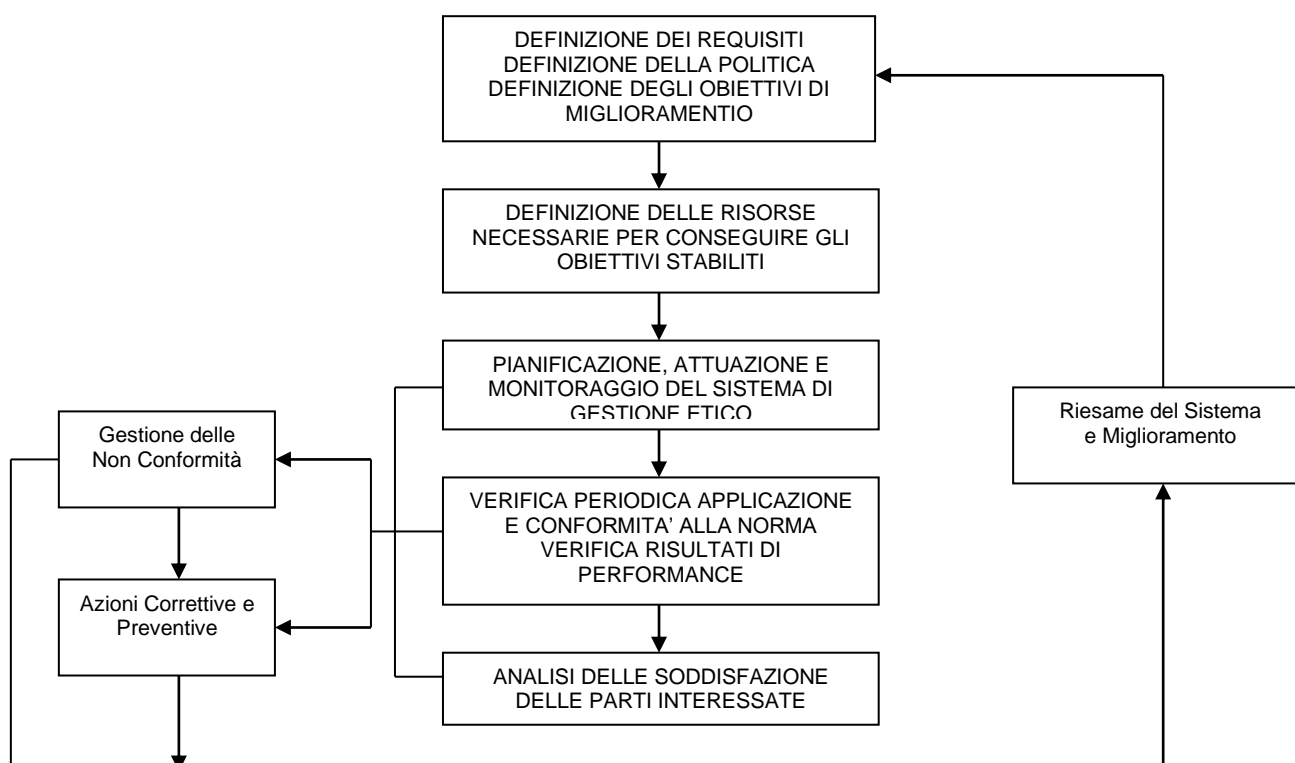 DEFINIZIONE DEI REQUISITI
DEFINIZIONE DELLA POLITICA
DEFINIZIONE DEGLI OBIETTIVI DI
MIGLIORAMENTIO
DEFINIZIONE DELLE RISORSE
NECESSARIE PER CONSEGUIRE GLI
OBIETTIVI STABILITI
PIANIFICAZIONE, ATTUAZIONE E
MONITORAGGIO DEL SISTEMA DI
GESTIONE ETICO
Riesame del Sistema
e Miglioramento
Gestione delle
Non Conformità
VERIFICA PERIODICA APPLICAZIONE
E CONFORMITA’ ALLA NORMA
VERIFICA RISULTATI DI
PERFORMANCE
Azioni Correttive e
Preventive
ANALISI DELLE SODDISFAZIONE
DELLE PARTI INTERESSATE